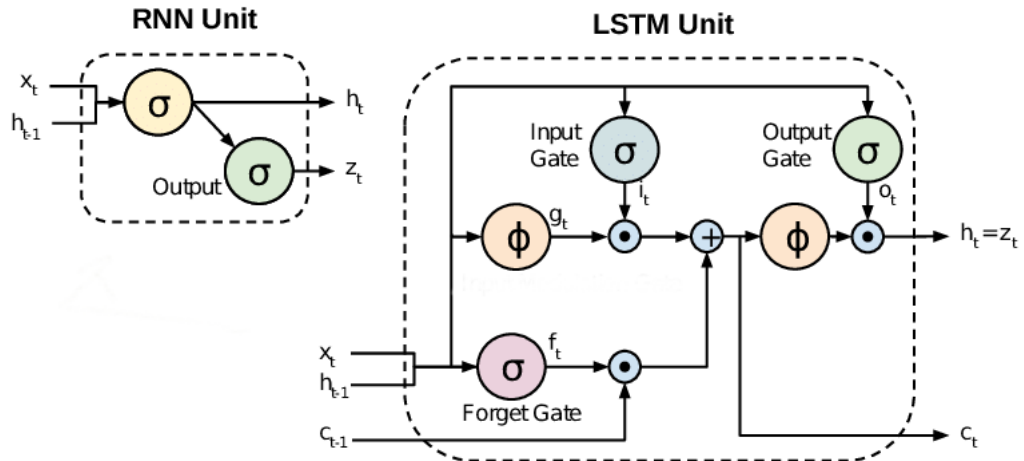 RNN Unit
x_t
h_t-1
σ
h_t
Output
σ
z_t
LSTM Unit
Input
Gate
σ
i_t
Output
Gate
σ
o_t
ϕ
g_t
+
ϕ
h_t=z_t
x_t
h_t-1
σ
f_t
Forget Gate
c_t-1
c_t